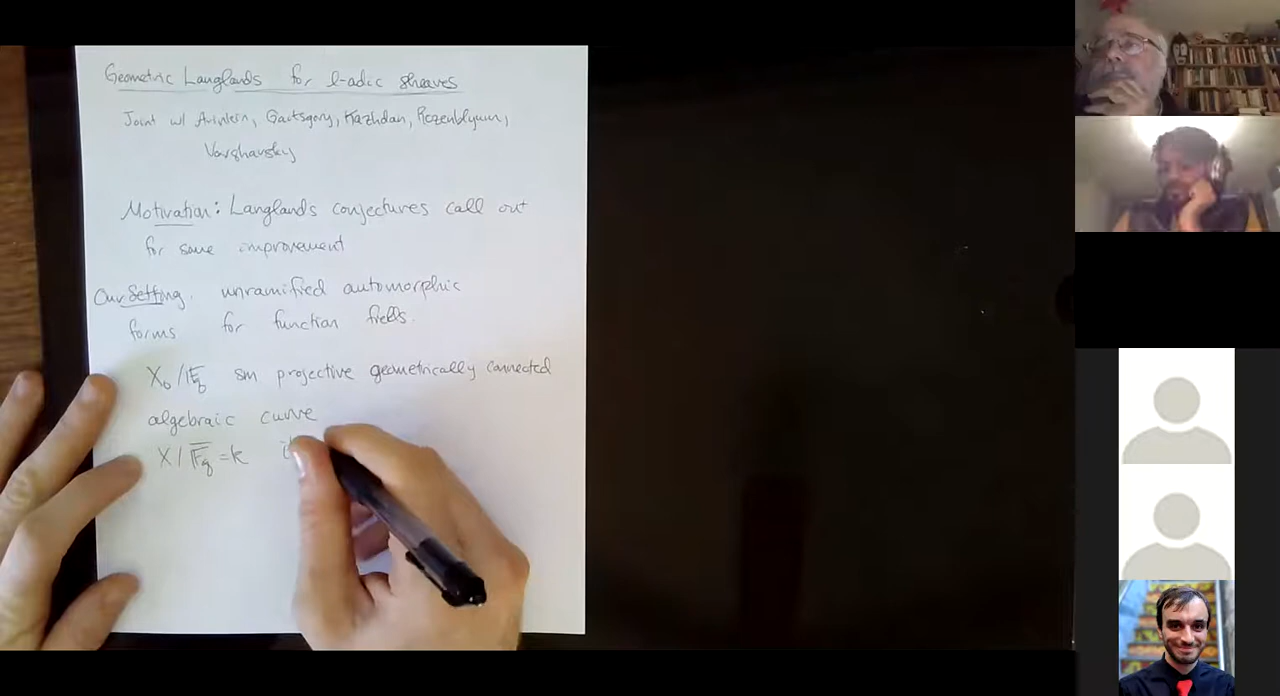 Geometric Langlands for l-adic sheaves
Joint w/ Arinkin, Gaitsgory, Kazhdan, Rozenblyum,
Varshavsky
Motivation: Langlands conjectures call out
for some improvement
Our Setting. unramified automorphic
forms for function fields.
X₀/𝔽_q sm projective geometrically connected
algebraic curve
X/𝔽̅_q = k